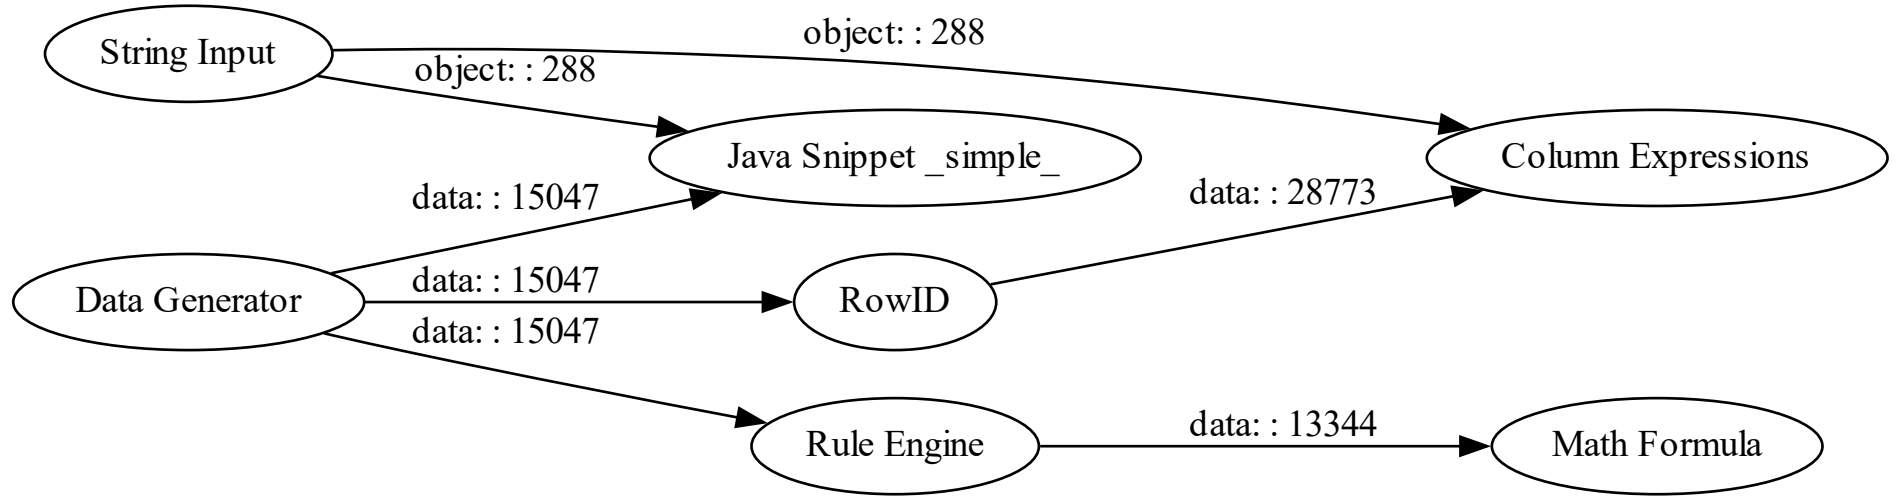 String Input
object: : 288
object: : 288
Java Snippet _simple_
Column Expressions
data: : 15047
data: : 28773
Data Generator
data: : 15047
RowID
data: : 15047
Rule Engine
data: : 13344
Math Formula